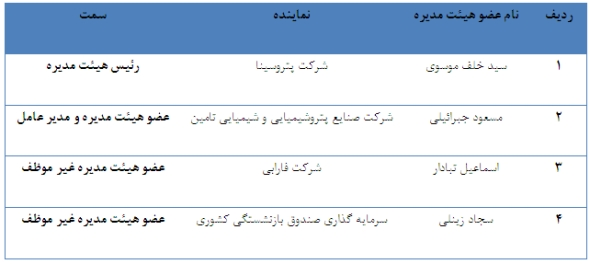 ردیف نام عضو هیئت مدیره نماینده سمت
۱ سید خلف موسوی شرکت پتروسینا رئیس هیئت مدیره
۲ مسعود جبرائیلی شرکت صنایع پتروشیمیایی و شیمیایی تامین عضو هیئت مدیره و مدیر عامل
۳ اسماعیل تبادار شرکت فارابی عضو هیئت مدیره غیر موظف
۴ سجاد زینلی سرمایه گذاری صندوق بازنشستگی کشوری عضو هیئت مدیره غیر موظف